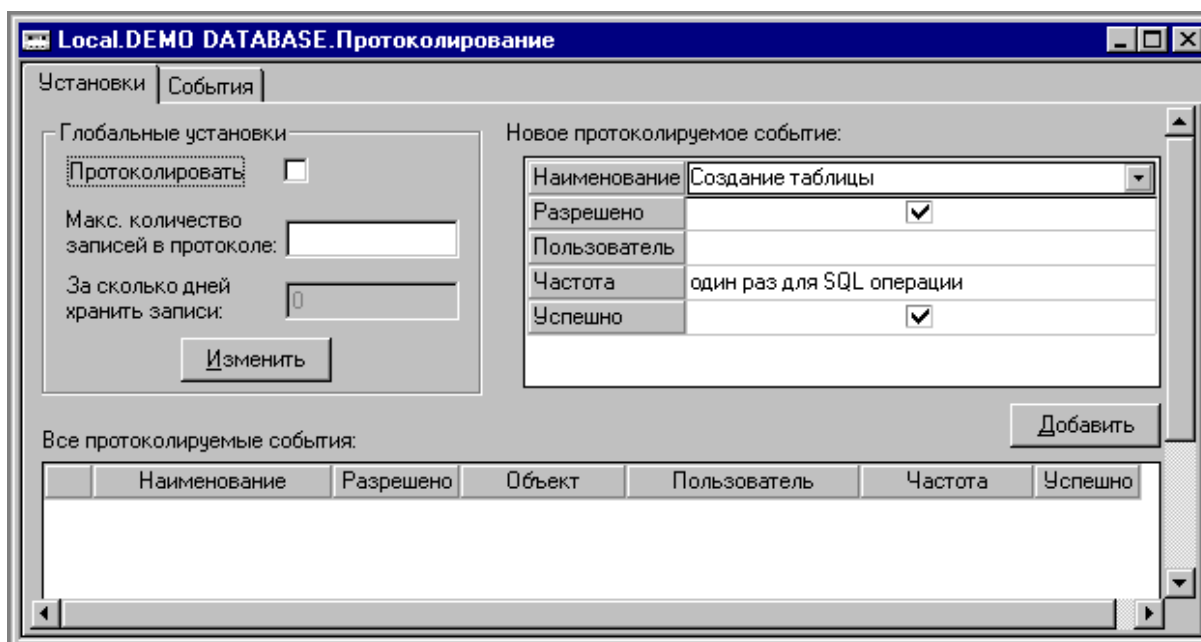 Local.DEMO DATABASE.Протоколирование
Установки
События
Глобальные установки
Протоколировать
Макс. количество
записей в протоколе:
За сколько дней
хранить записи:
0
Изменить
Новое протоколируемое событие:
Наименование Создание таблицы
Разрешено
Пользователь
Частота один раз для SQL операции
Успешно
Добавить
Все протоколируемые события:
Наименование Разрешено Объект Пользователь Частота Успешно